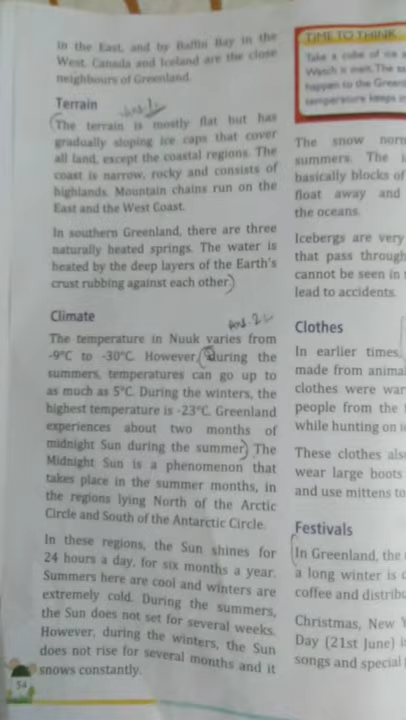 in the East, and by Baffin Bay in the
West. Canada and Iceland are the close
neighbours of Greenland.
Terrain
Ans 1
The terrain is mostly flat but has
gradually sloping ice caps that cover
all land, except the coastal regions. The
coast is narrow, rocky and consists of
highlands. Mountain chains run on the
East and the West Coast.
In southern Greenland, there are three
naturally heated springs. The water is
heated by the deep layers of the Earth's
crust rubbing against each other.)
Climate
Ans. 2
The temperature in Nuuk varies from
-9°C to -30°C. However, (during the
summers, temperatures can go up to
as much as 5°C. During the winters, the
highest temperature is -23°C. Greenland
experiences about two months of
midnight Sun during the summer.) The
Midnight Sun is a phenomenon that
takes place in the summer months, in
the regions lying North of the Arctic
Circle and South of the Antarctic Circle.
In these regions, the Sun shines for
24 hours a day, for six months a year.
Summers here are cool and winters are
extremely cold. During the summers,
the Sun does not set for several weeks.
However, during the winters, the Sun
does not rise for several months and it
snows constantly.
54
TIME TO THINK
Take a cube of ice
Watch it melt. The
happen to the
temperature keeps
The snow
summers. The
basically blocks of
float away and
the oceans.
Icebergs are very
that pass through
cannot be seen in
lead to accidents.
Clothes
In earlier times,
made from
clothes were
people from the
while hunting on
These clothes
wear large boots
and use mittens to
Festivals
(In Greenland, the
a long winter is
coffee and
Christmas, New
Day (21st June)
songs and special